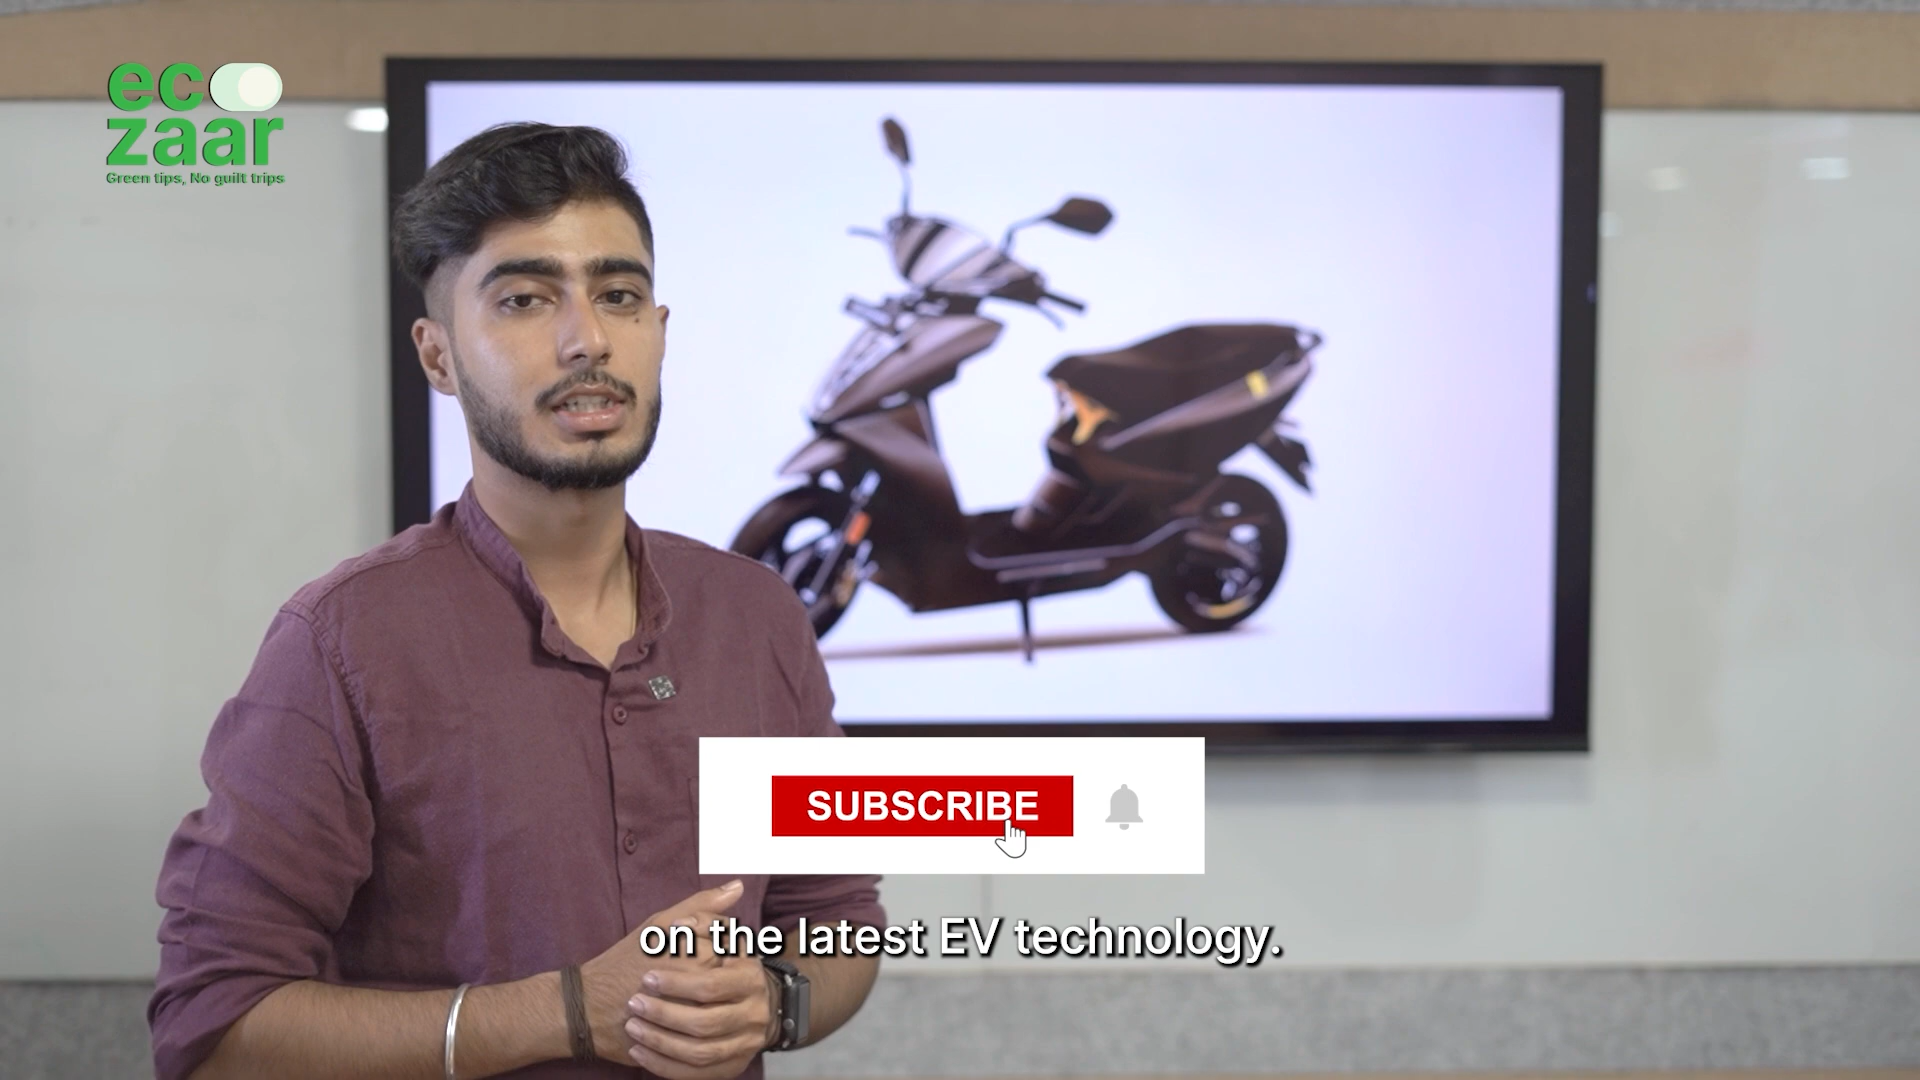 eco
zaar
Green tips, No guilt trips
SUBSCRIBE
on the latest EV technology.